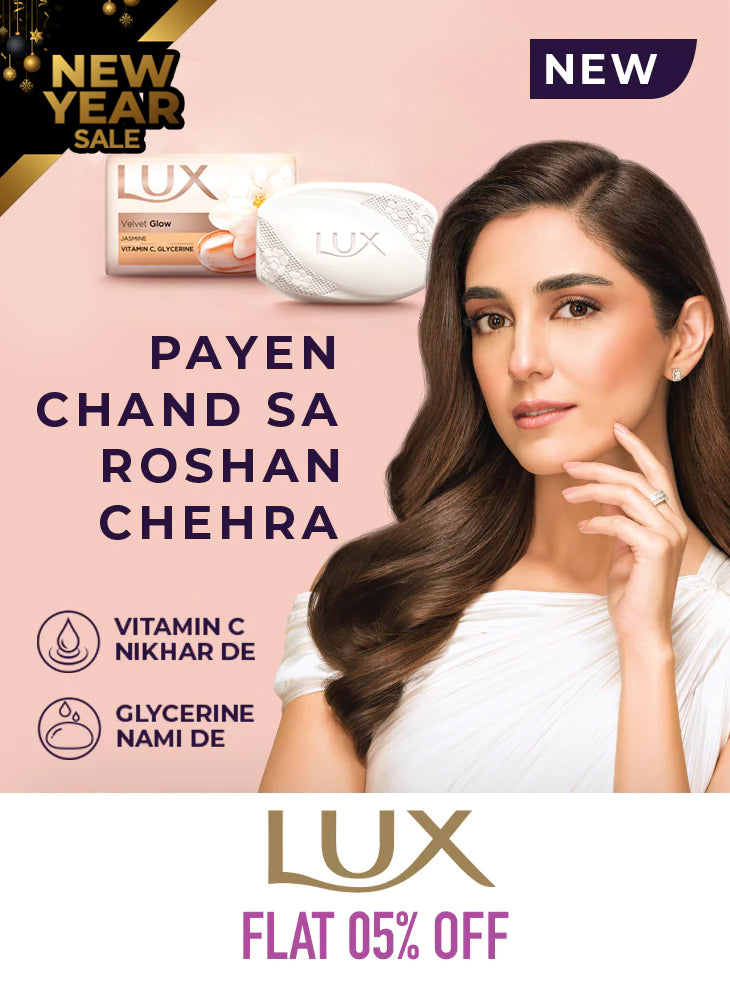 NEW
YEAR
SALE
NEW
LUX
Velvet Glow
JASMINE
VITAMIN C, GLYCERINE
LUX
PAYEN
CHAND SA
ROSHAN
CHEHRA
VITAMIN C
NIKHAR DE
GLYCERINE
NAMI DE
LUX
FLAT 05% OFF